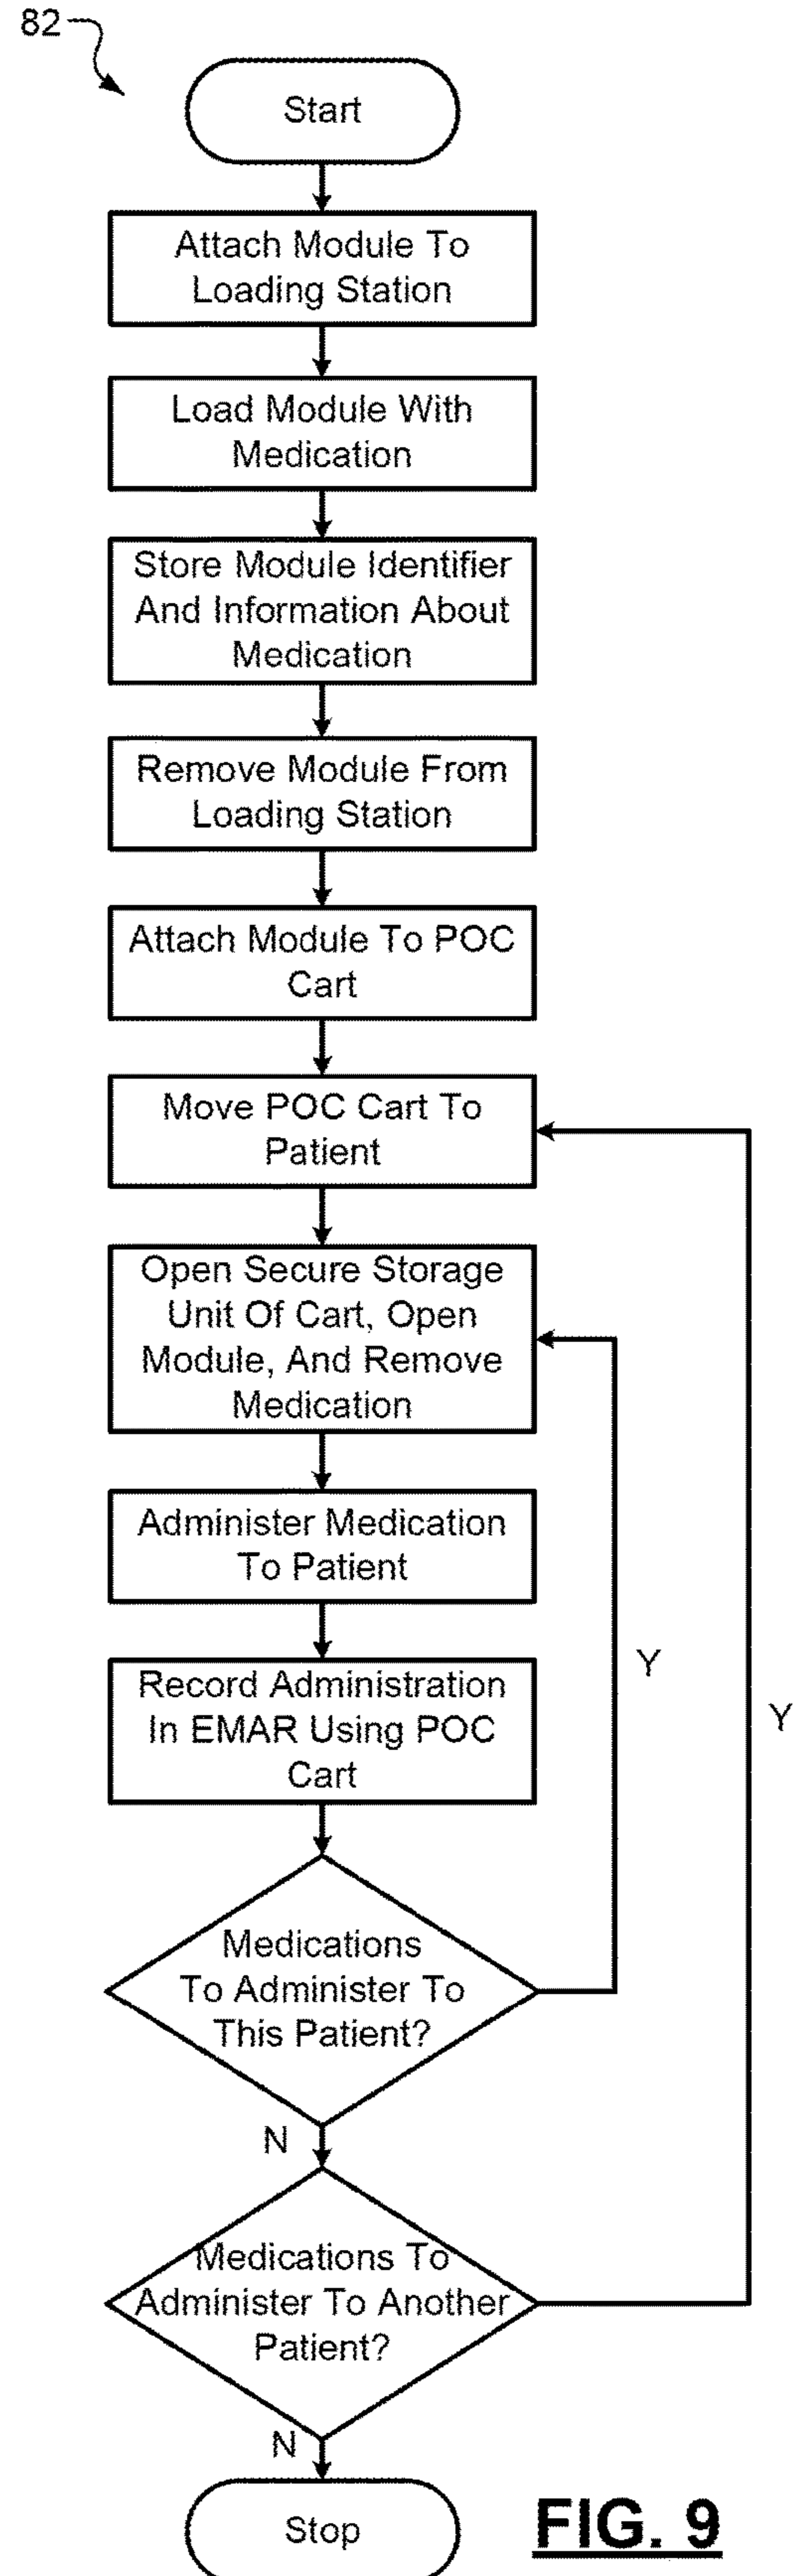 82
Start
Attach Module To
Loading Station
Load Module With
Medication
Store Module Identifier
And Information About
Medication
Remove Module From
Loading Station
Attach Module To POC
Cart
Move POC Cart To
Patient
Open Secure Storage
Unit Of Cart, Open
Module, And Remove
Medication
Administer Medication
To Patient
Record Administration
In EMAR Using POC
Cart
Y
Y
Medications
To Administer To
This Patient?
N
Medications To
Administer To Another
Patient?
N
Stop
FIG. 9